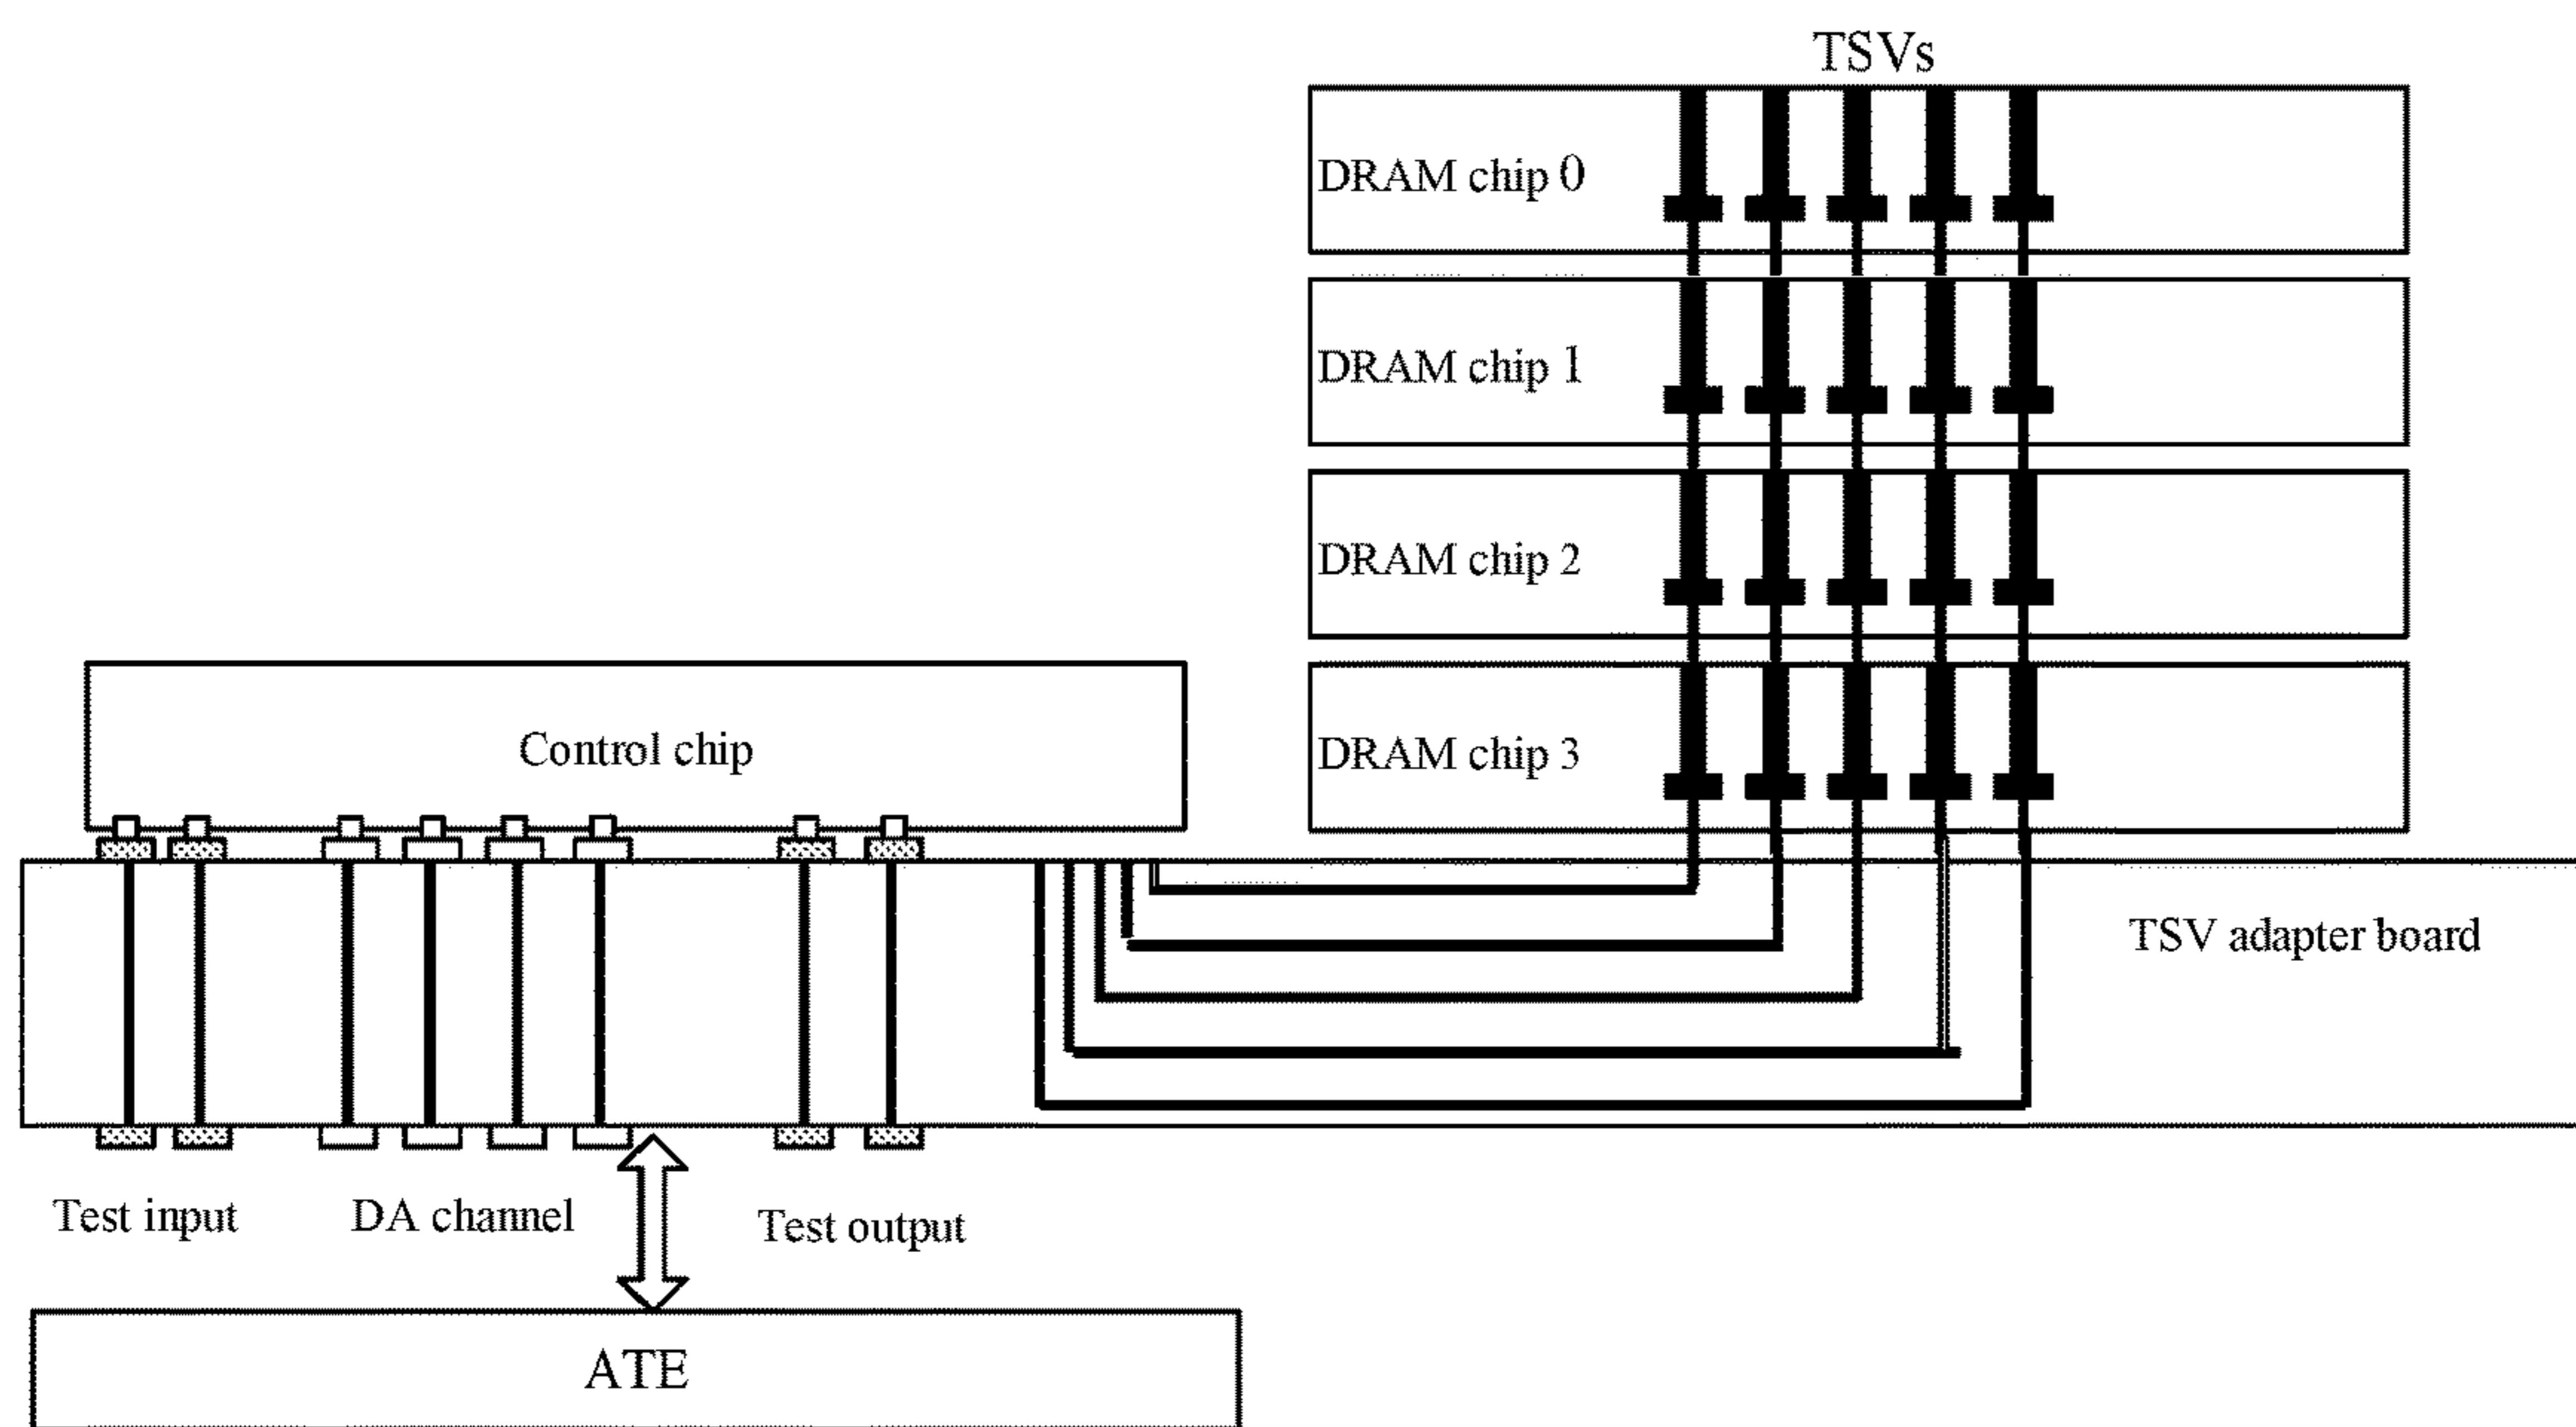 TSVs
DRAM chip 0
DRAM chip 1
DRAM chip 2
DRAM chip 3
Control chip
TSV adapter board
Test input
DA channel
Test output
ATE